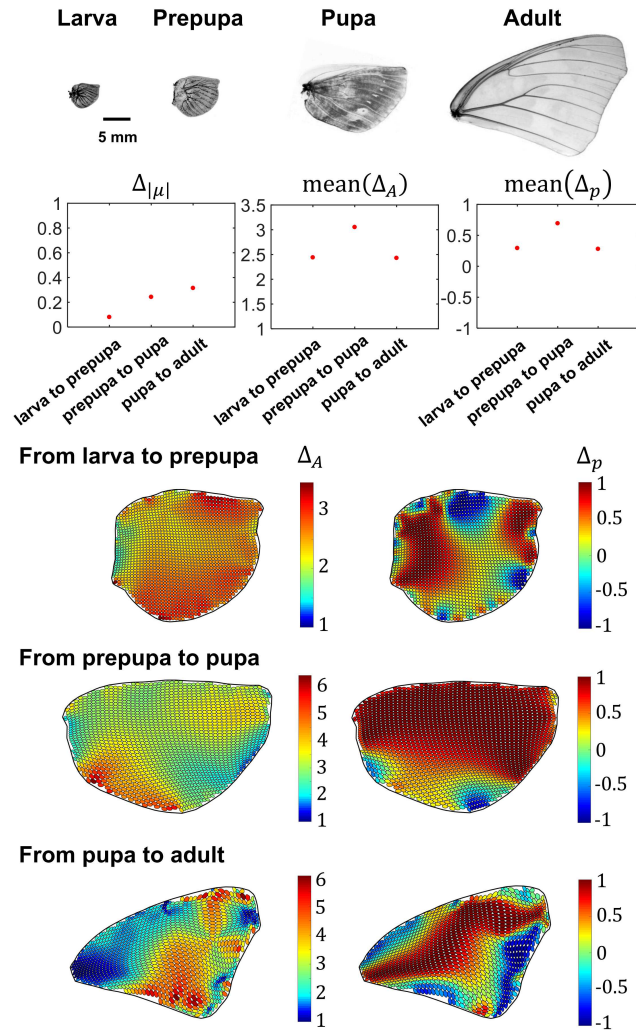 Larva Prepupa Pupa Adult
5 mm
Δ|μ| mean(Δ_A) mean(Δ_p)
1 3.5 1
0.8 3 0.5
0.6 2.5 0
0.4 2 -0.5
0.2 1.5 -1
0 1
larva to prepupa
prepupa to pupa
pupa to adult
larva to prepupa
prepupa to pupa
pupa to adult
larva to prepupa
prepupa to pupa
pupa to adult
From larva to prepupa Δ_A Δ_p
3 2 1
1 0.5 0 -0.5 -1
From prepupa to pupa
6 5 4 3 2 1
1 0.5 0 -0.5 -1
From pupa to adult
6 5 4 3 2 1
1 0.5 0 -0.5 -1